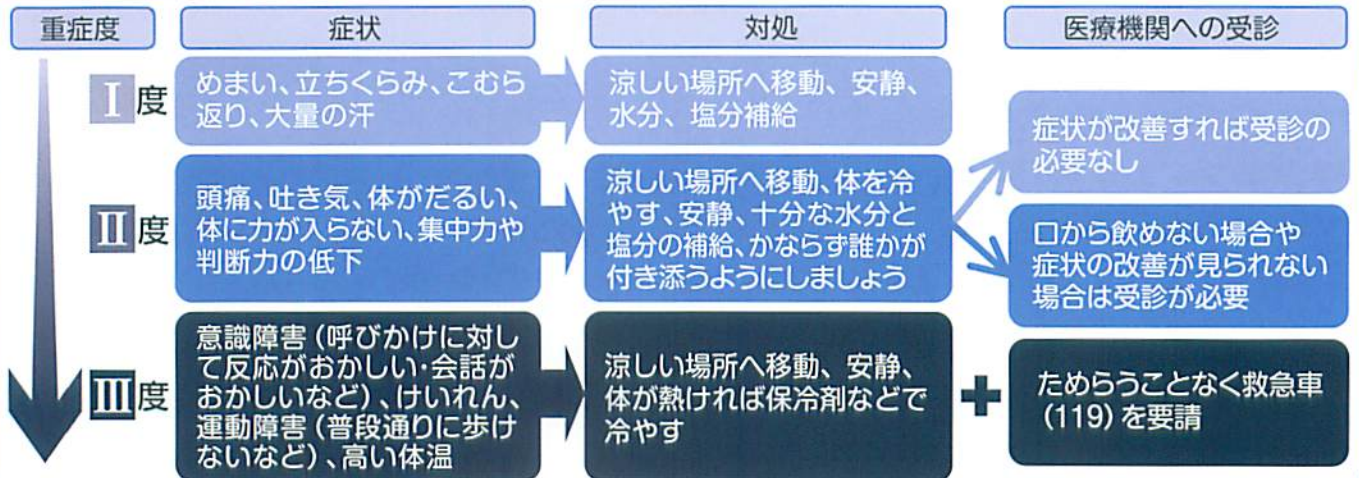 重症度
症状
対処
医療機関への受診
Ⅰ度
めまい、立ちくらみ、こむら
返り、大量の汗
涼しい場所へ移動、安静、
水分、塩分補給
症状が改善すれば受診の
必要なし
Ⅱ度
頭痛、吐き気、体がだるい、
体に力が入らない、集中力や
判断力の低下
涼しい場所へ移動、体を冷
やす、安静、十分な水分と
塩分の補給、かならず誰かが
付き添うようにしましょう
口から飲めない場合や
症状の改善が見られない
場合は受診が必要
Ⅲ度
意識障害(呼びかけに対し
て反応がおかしい・会話が
おかしいなど)、けいれん、
運動障害(普段通りに歩け
ないなど)、高い体温
涼しい場所へ移動、安静、
体が熱ければ保冷剤などで
冷やす
+
ためらうことなく救急車
(119)を要請